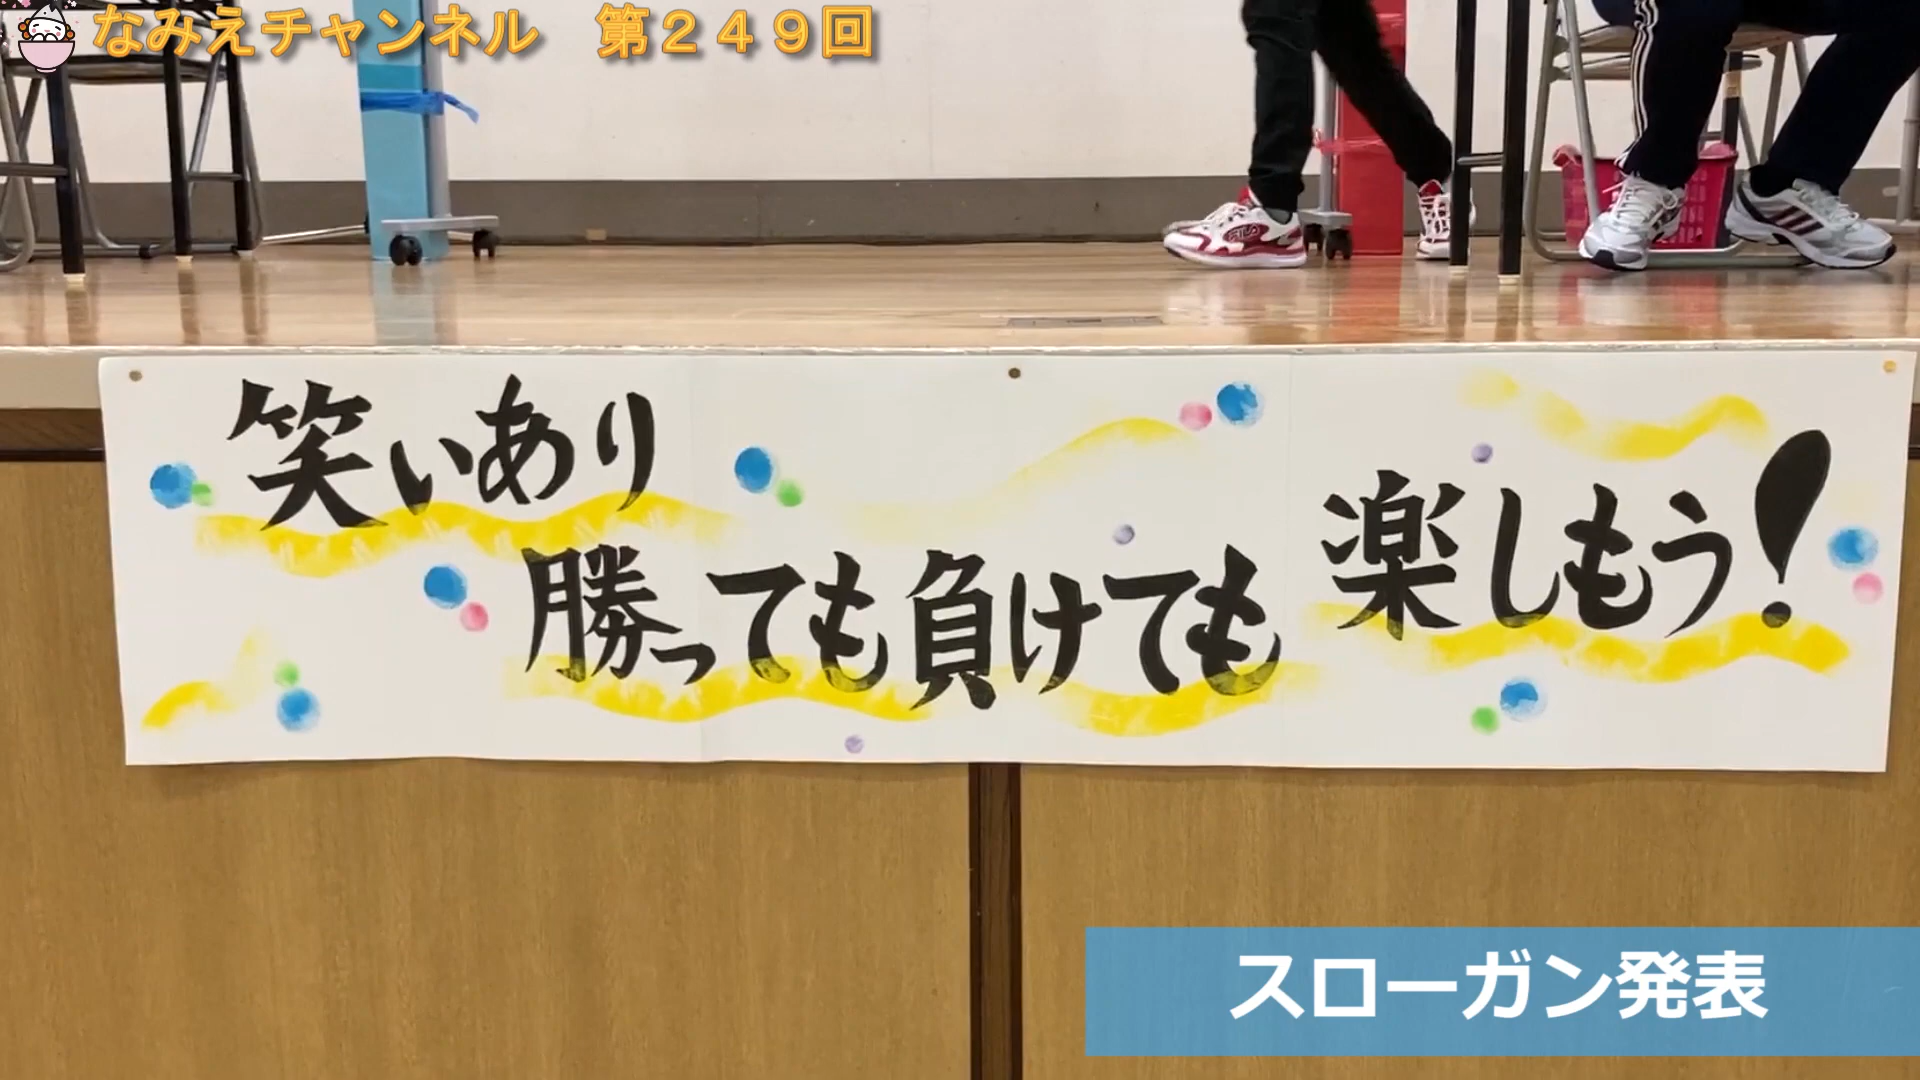 なみえチャンネル　第２４９回
FILA
笑いあり
勝っても負けても
楽しもう!
スローガン発表